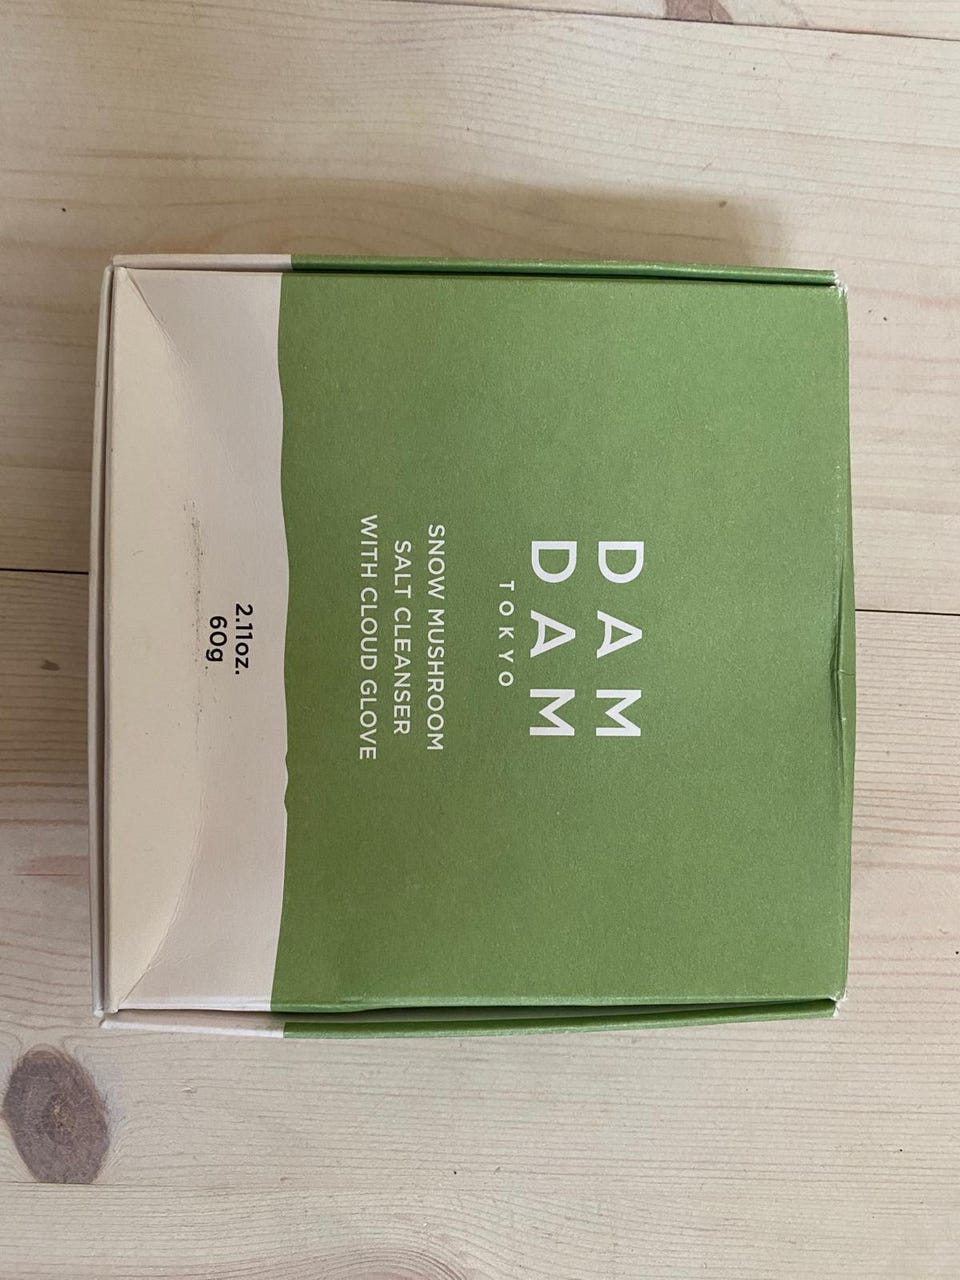 DAM
DAM
TOKYO
SNOW MUSHROOM
SALT CLEANSER
WITH CLOUD GLOVE
2.11oz.
60g